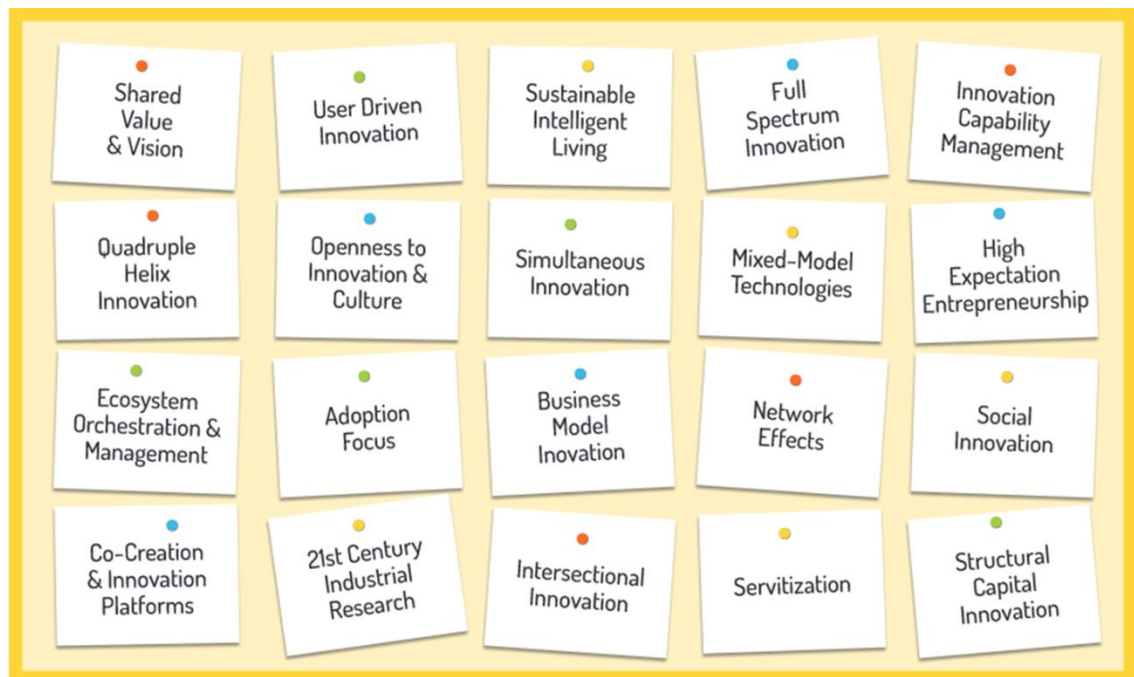 Shared
Value
& Vision
User Driven
Innovation
Sustainable
Intelligent
Living
Full
Spectrum
Innovation
Innovation
Capability
Management
Quadruple
Helix
Innovation
Openness to
Innovation &
Culture
Simultaneous
Innovation
Mixed-Model
Technologies
High
Expectation
Entrepreneurship
Ecosystem
Orchestration &
Management
Adoption
Focus
Business
Model
Inovation
Network
Effects
Social
Innovation
Co-Creation
& Innovation
Platforms
21st Century
Industrial
Research
Intersectional
Innovation
Servitization
Structural
Capital
Innovation